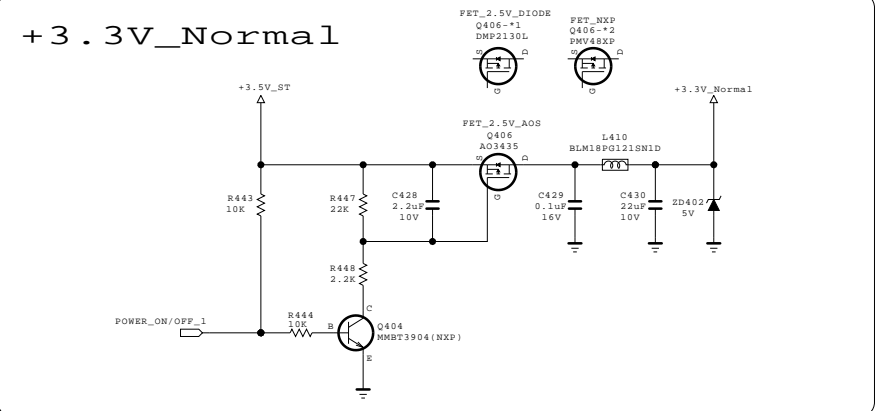 +3.3V_Normal
FET_2.5V_DIODE
Q406-*1
DMP2130L
S
D
G
FET_NXP
Q406-*2
PMV48XP
S
D
G
+3.5V_ST
+3.3V_Normal
FET_2.5V_AOS
Q406
AO3435
S
D
G
L410
BLM18PG121SN1D
R443
10K
R447
22K
C428
2.2uF
10V
C429
0.1uF
16V
C430
22uF
10V
ZD402
5V
R448
2.2K
POWER_ON/OFF_1
R444
10K
B
C
E
Q404
MMBT3904(NXP)